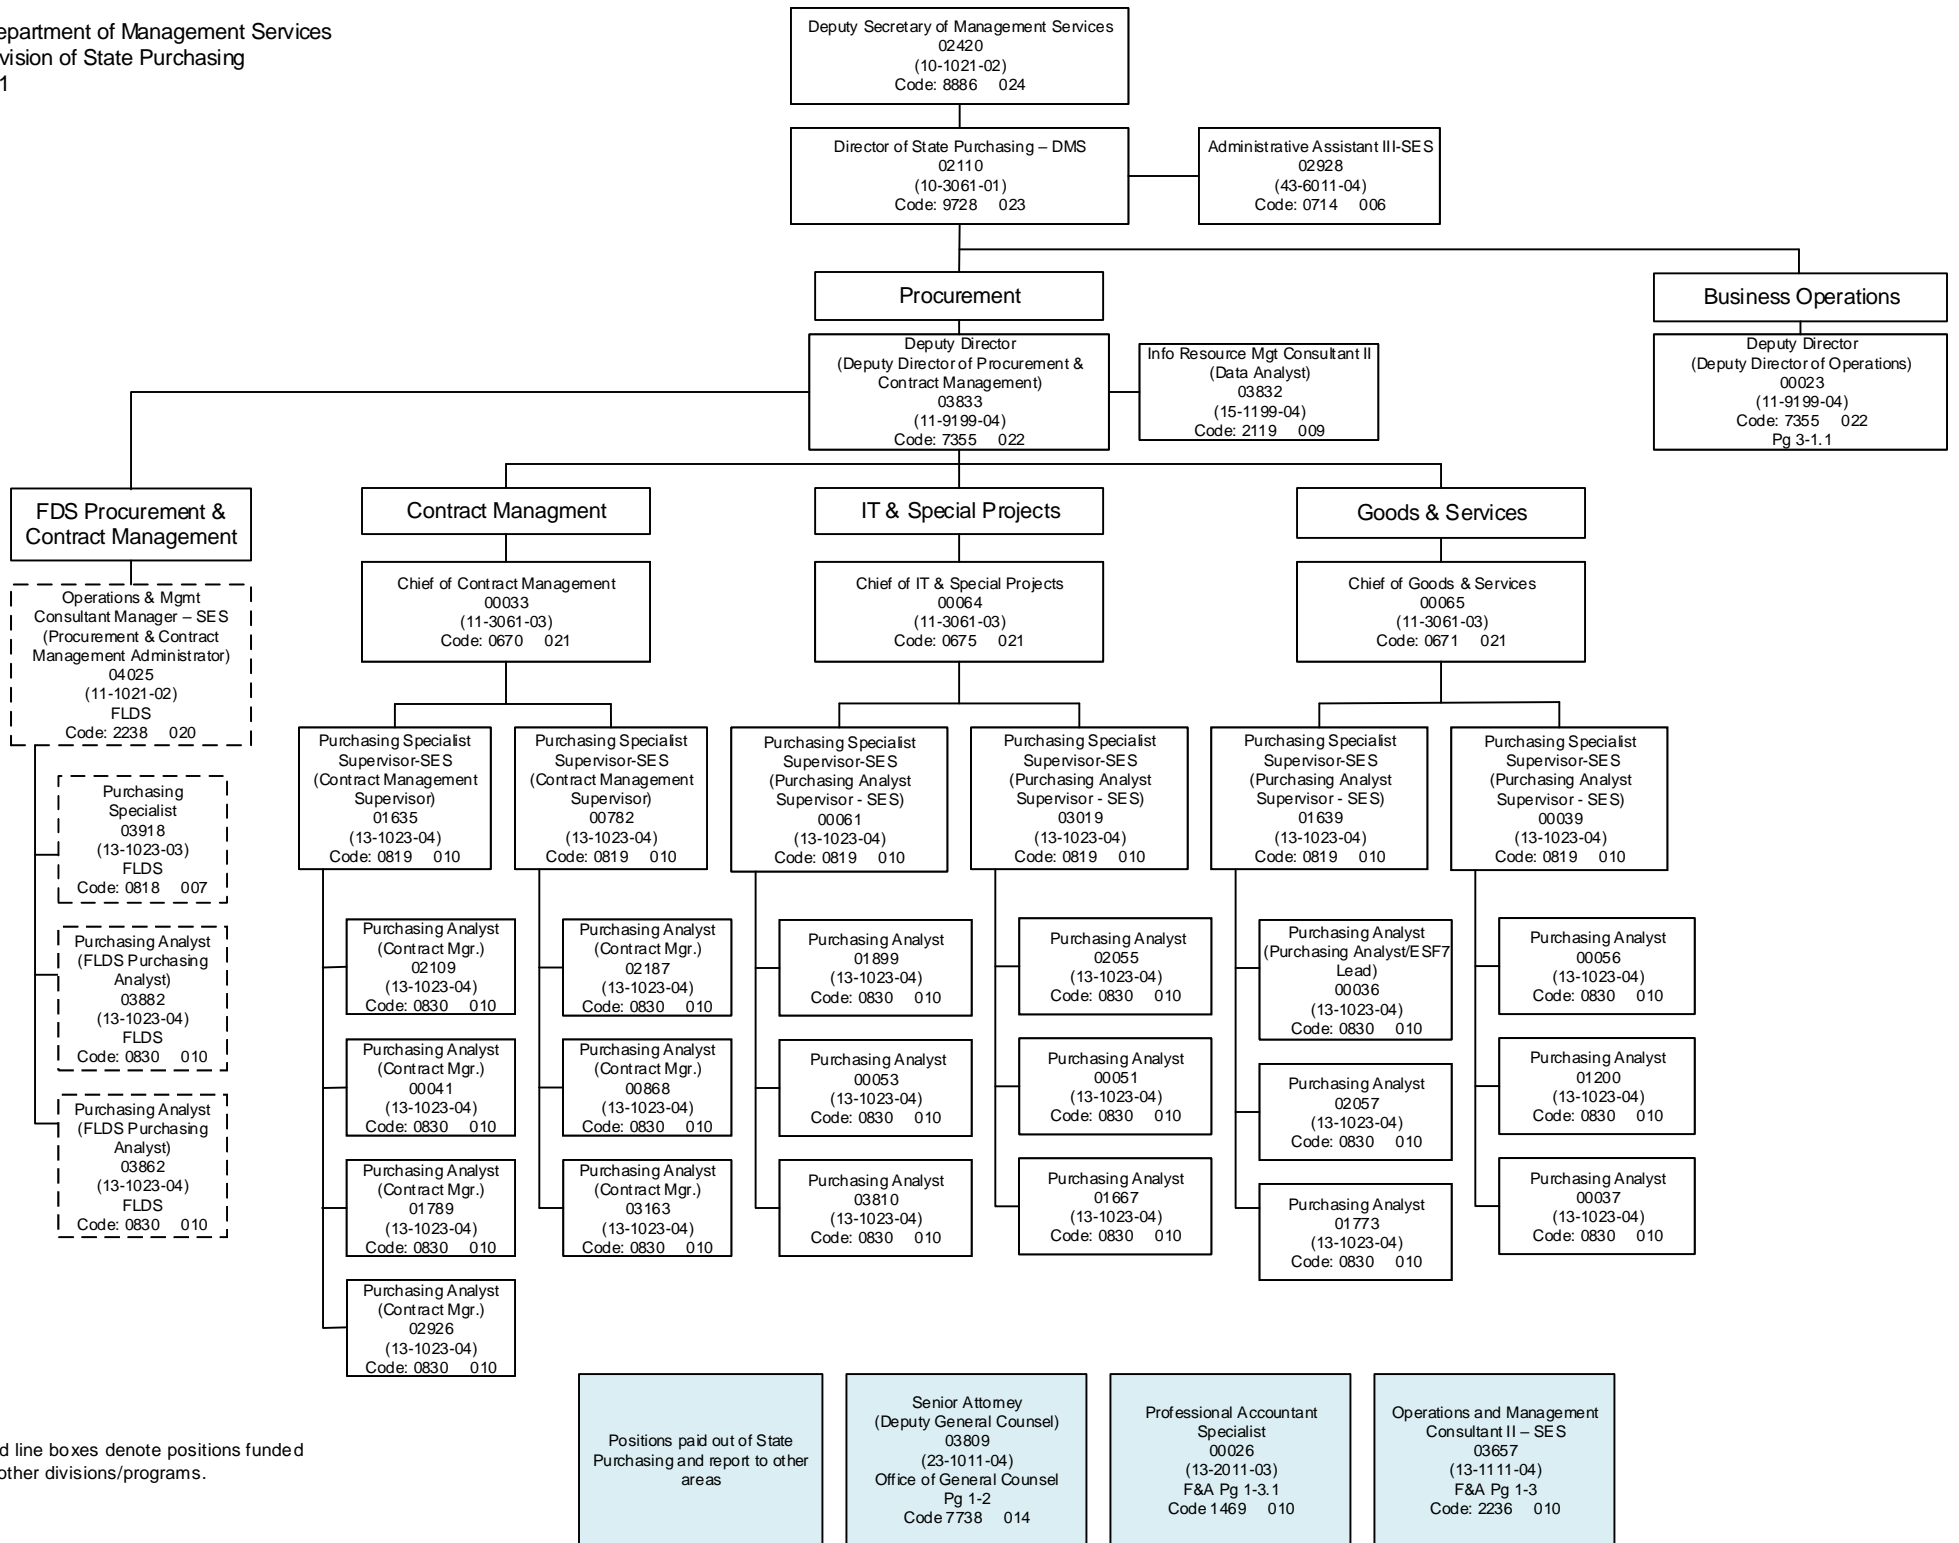 epartment of Management Services
vision of State Purchasing
1
Deputy Secretary of Management Services
02420
(10-1021-02)
Code: 8886 024
Director of State Purchasing – DMS
02110
(10-3061-01)
Code: 9728 023
Administrative Assistant III-SES
02928
(43-6011-04)
Code: 0714 006
Procurement
Business Operations
Deputy Director
(Deputy Director of Procurement &
Contract Management)
03833
(11-9199-04)
Code: 7355 022
Info Resource Mgt Consultant II
(Data Analyst)
03832
(15-1199-04)
Code: 2119 009
Deputy Director
(Deputy Director of Operations)
00023
(11-9199-04)
Code: 7355 022
Pg 3-1.1
FDS Procurement &
Contract Management
Contract Managment
IT & Special Projects
Goods & Services
Operations & Mgmt
Consultant Manager – SES
(Procurement & Contract
Management Administrator)
04025
(11-1021-02)
FLDS
Code: 2238 020
Chief of Contract Management
00033
(11-3061-03)
Code: 0670 021
Chief of IT & Special Projects
00064
(11-3061-03)
Code: 0675 021
Chief of Goods & Services
00065
(11-3061-03)
Code: 0671 021
Purchasing
Specialist
03918
(13-1023-03)
FLDS
Code: 0818 007
Purchasing Analyst
(FLDS Purchasing
Analyst)
03882
(13-1023-04)
FLDS
Code: 0830 010
Purchasing Analyst
(FLDS Purchasing
Analyst)
03862
(13-1023-04)
FLDS
Code: 0830 010
Purchasing Specialist
Supervisor-SES
(Contract Management
Supervisor)
01635
(13-1023-04)
Code: 0819 010
Purchasing Analyst
(Contract Mgr.)
02109
(13-1023-04)
Code: 0830 010
Purchasing Analyst
(Contract Mgr.)
00041
(13-1023-04)
Code: 0830 010
Purchasing Analyst
(Contract Mgr.)
01789
(13-1023-04)
Code: 0830 010
Purchasing Analyst
(Contract Mgr.)
02926
(13-1023-04)
Code: 0830 010
Purchasing Specialist
Supervisor-SES
(Contract Management
Supervisor)
00782
(13-1023-04)
Code: 0819 010
Purchasing Analyst
(Contract Mgr.)
02187
(13-1023-04)
Code: 0830 010
Purchasing Analyst
(Contract Mgr.)
00868
(13-1023-04)
Code: 0830 010
Purchasing Analyst
(Contract Mgr.)
03163
(13-1023-04)
Code: 0830 010
Purchasing Specialist
Supervisor-SES
(Purchasing Analyst
Supervisor - SES)
00061
(13-1023-04)
Code: 0819 010
Purchasing Analyst
01899
(13-1023-04)
Code: 0830 010
Purchasing Analyst
00053
(13-1023-04)
Code: 0830 010
Purchasing Analyst
03810
(13-1023-04)
Code: 0830 010
Purchasing Specialist
Supervisor-SES
(Purchasing Analyst
Supervisor - SES)
03019
(13-1023-04)
Code: 0819 010
Purchasing Analyst
02055
(13-1023-04)
Code: 0830 010
Purchasing Analyst
00051
(13-1023-04)
Code: 0830 010
Purchasing Analyst
01667
(13-1023-04)
Code: 0830 010
Purchasing Specialist
Supervisor-SES
(Purchasing Analyst
Supervisor - SES)
01639
(13-1023-04)
Code: 0819 010
Purchasing Analyst
(Purchasing Analyst/ESF7
Lead)
00036
(13-1023-04)
Code: 0830 010
Purchasing Analyst
02057
(13-1023-04)
Code: 0830 010
Purchasing Analyst
01773
(13-1023-04)
Code: 0830 010
Purchasing Specialist
Supervisor-SES
(Purchasing Analyst
Supervisor - SES)
00039
(13-1023-04)
Code: 0819 010
Purchasing Analyst
00056
(13-1023-04)
Code: 0830 010
Purchasing Analyst
01200
(13-1023-04)
Code: 0830 010
Purchasing Analyst
00037
(13-1023-04)
Code: 0830 010
d line boxes denote positions funded
other divisions/programs.
Positions paid out of State
Purchasing and report to other
areas
Senior Attorney
(Deputy General Counsel)
03809
(23-1011-04)
Office of General Counsel
Pg 1-2
Code 7738 014
Professional Accountant
Specialist
00026
(13-2011-03)
F&A Pg 1-3.1
Code 1469 010
Operations and Management
Consultant II – SES
03657
(13-1111-04)
F&A Pg 1-3
Code: 2236 010